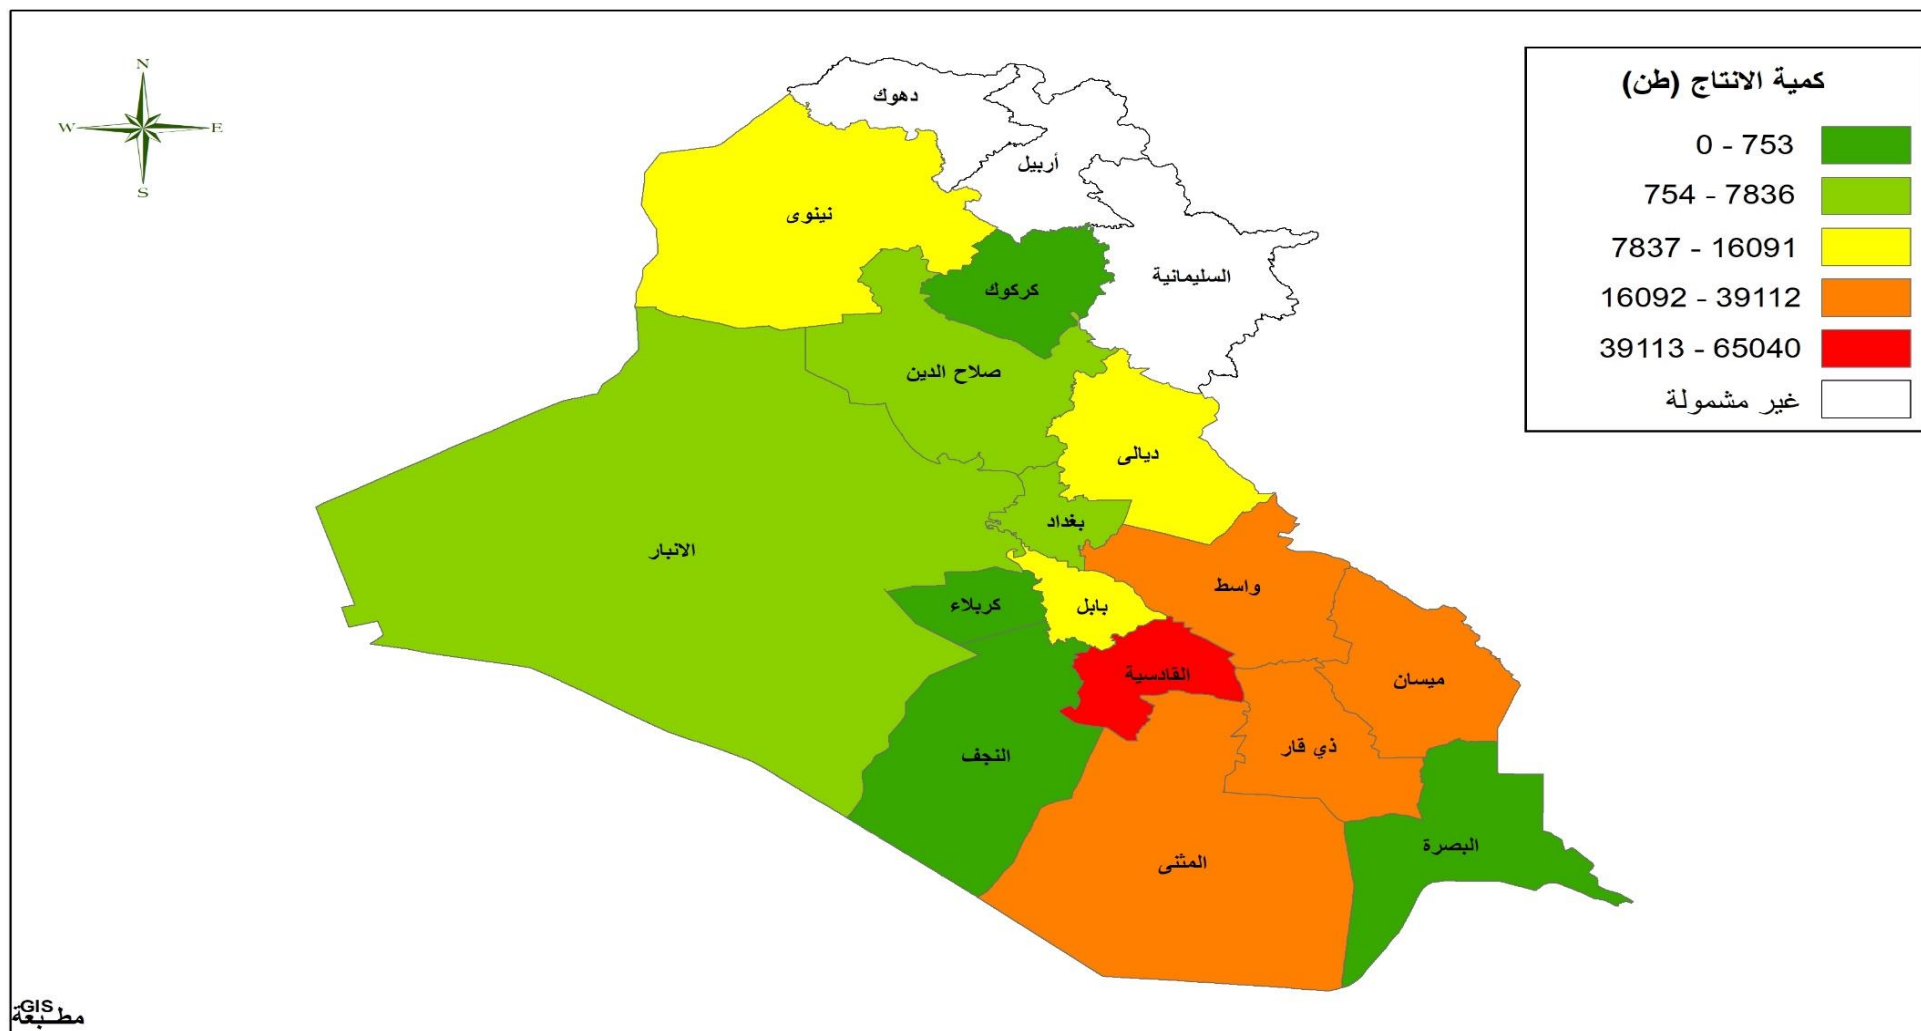 N
W
E
S
كمية الانتاج (طن)
0 - 753
754 - 7836
7837 - 16091
16092 - 39112
39113 - 65040
غير مشمولة
دهوك
أربيل
نينوى
السليمانية
كركوك
صلاح الدين
ديالى
بغداد
الانبار
واسط
كربلاء
بابل
القادسية
ميسان
ذي قار
النجف
المثنى
البصرة
GIS
مطبعة